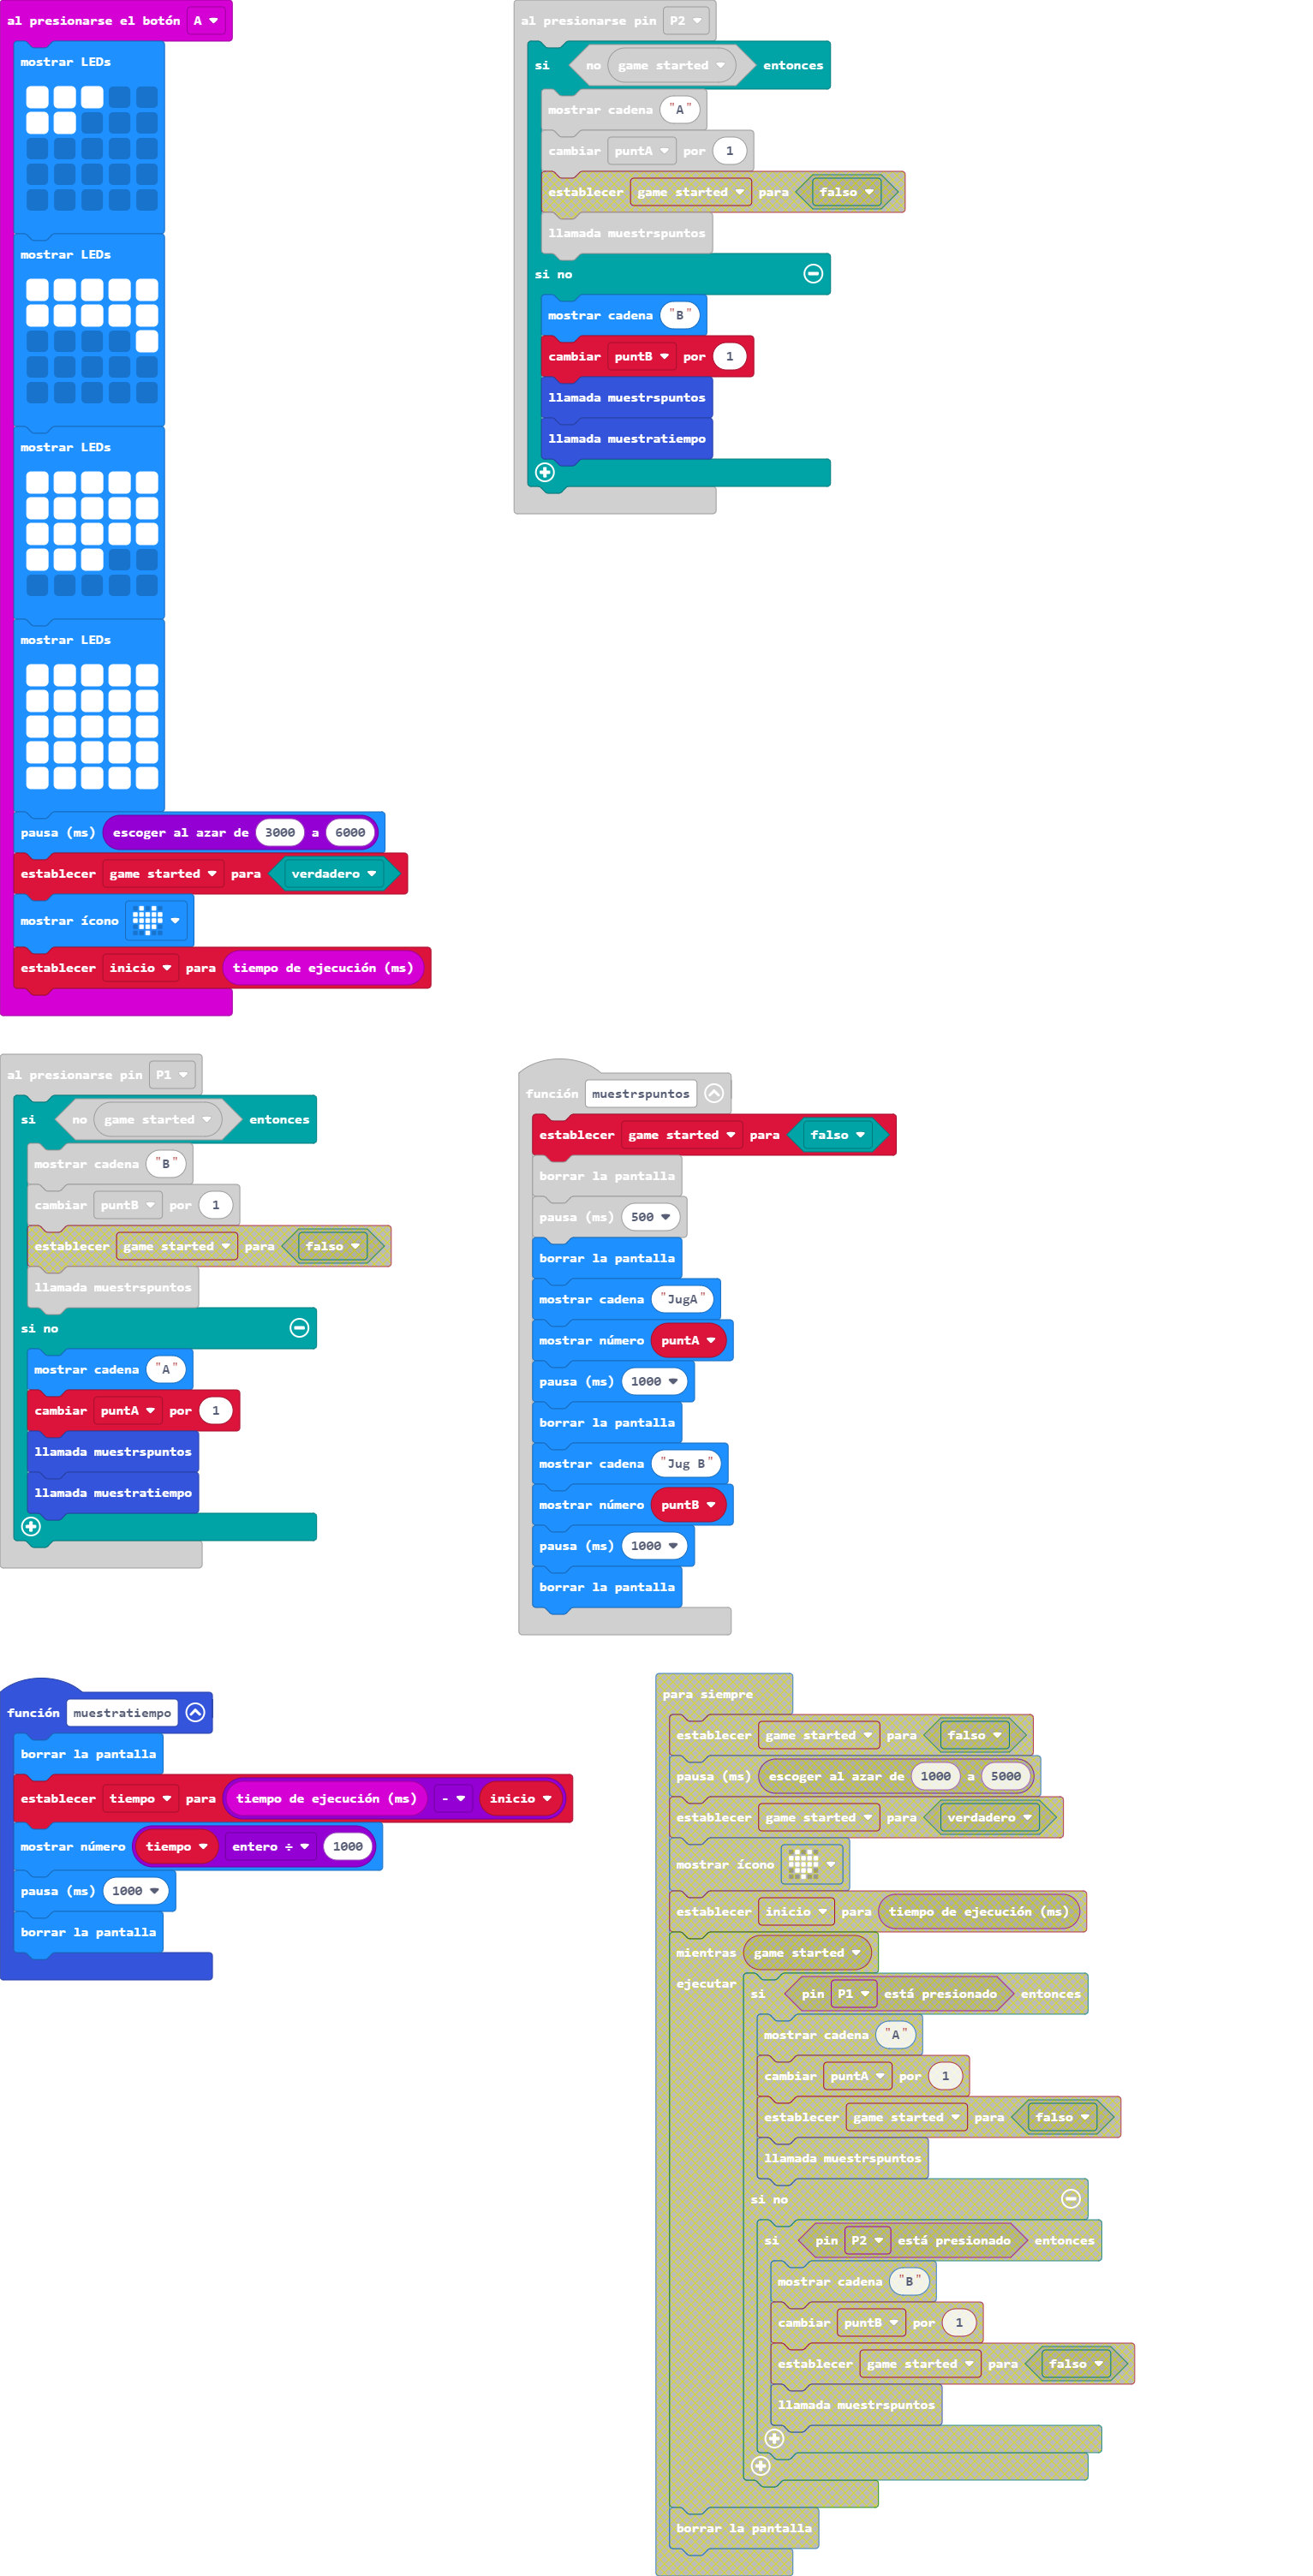 al presionarse el botón A
mostrar LEDs
mostrar LEDs
mostrar LEDs
mostrar LEDs
pausa (ms) escoger al azar de 3000 a 6000
establecer game started para verdadero
mostrar ícono
establecer inicio para tiempo de ejecución (ms)
al presionarse pin P2
si no game started entonces
mostrar cadena "A"
cambiar puntA por 1
establecer game started para falso
llamada muestrspuntos
si no
mostrar cadena "B"
cambiar puntB por 1
llamada muestrspuntos
llamada muestratiempo
al presionarse pin P1
si no game started entonces
mostrar cadena "B"
cambiar puntB por 1
establecer game started para falso
llamada muestrspuntos
si no
mostrar cadena "A"
cambiar puntA por 1
llamada muestrspuntos
llamada muestratiempo
función muestrspuntos
establecer game started para falso
borrar la pantalla
pausa (ms) 500
borrar la pantalla
mostrar cadena "JugA"
mostrar número puntA
pausa (ms) 1000
borrar la pantalla
mostrar cadena "Jug B"
mostrar número puntB
pausa (ms) 1000
borrar la pantalla
función muestratiempo
borrar la pantalla
establecer tiempo para tiempo de ejecución (ms) - inicio
mostrar número tiempo entero ÷ 1000
pausa (ms) 1000
borrar la pantalla
para siempre
establecer game started para falso
pausa (ms) escoger al azar de 1000 a 5000
establecer game started para verdadero
mostrar ícono
establecer inicio para tiempo de ejecución (ms)
mientras game started
ejecutar si pin P1 está presionado entonces
mostrar cadena "A"
cambiar puntA por 1
establecer game started para falso
llamada muestrspuntos
si no
si pin P2 está presionado entonces
mostrar cadena "B"
cambiar puntB por 1
establecer game started para falso
llamada muestrspuntos
borrar la pantalla